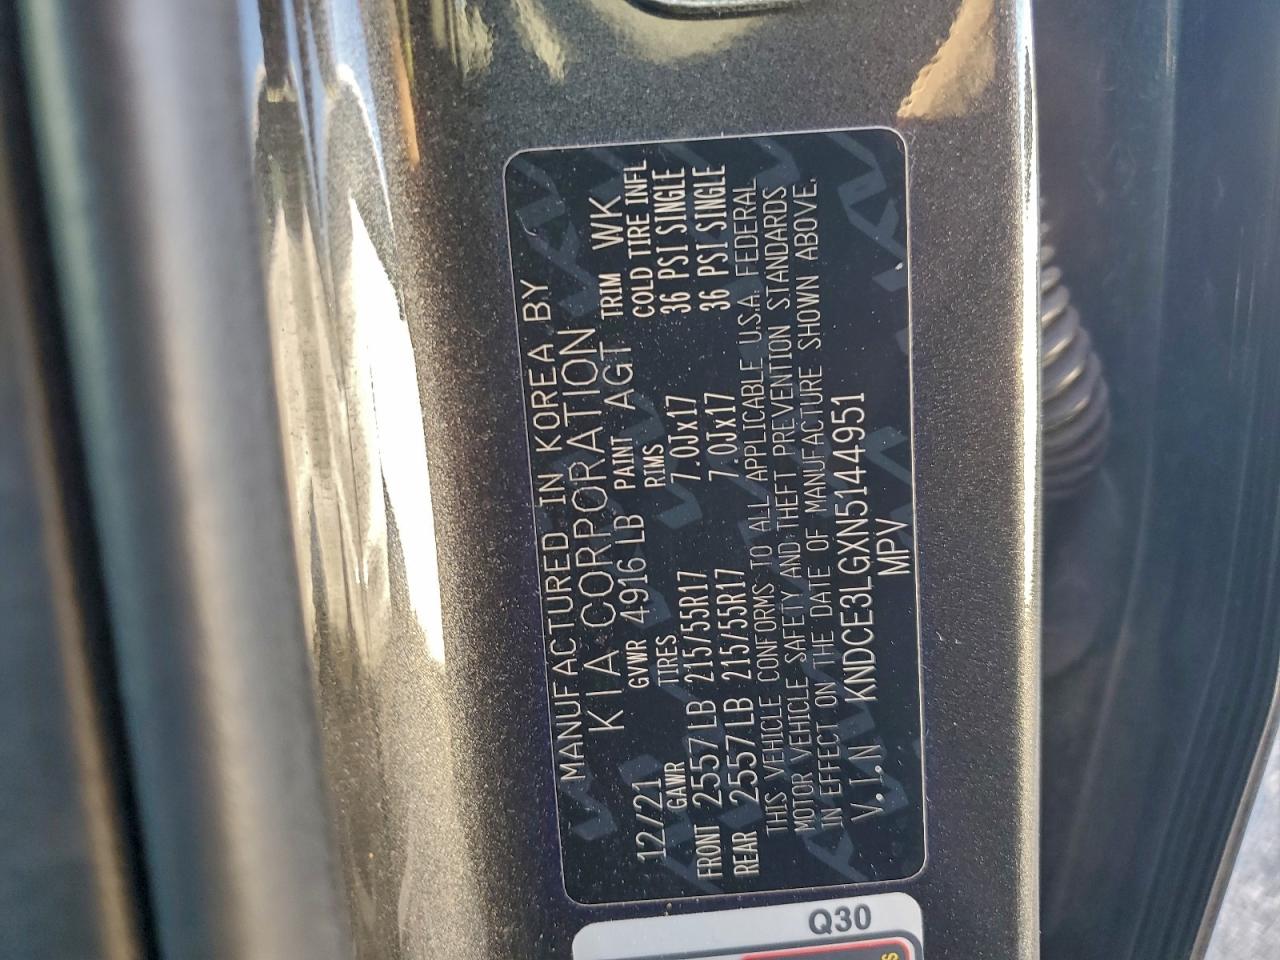 MANUFACTURED IN KOREA BY
KIA CORPORATION
12/21 GVWR 4916 LB PAINT AGT TRIM WK
GAWR TIRES RIMS COLD TIRE INFL
FRONT 2557 LB 215/55R17 7.0Jx17 36 PSI SINGLE
REAR 2557 LB 215/55R17 7.0Jx17 36 PSI SINGLE
THIS VEHICLE CONFORMS TO ALL APPLICABLE U.S.A. FEDERAL
MOTOR VEHICLE SAFETY AND THEFT PREVENTION STANDARDS
IN EFFECT ON THE DATE OF MANUFACTURE SHOWN ABOVE.
V.I.N KNDCE3LGXN5144951
MPV
Q30